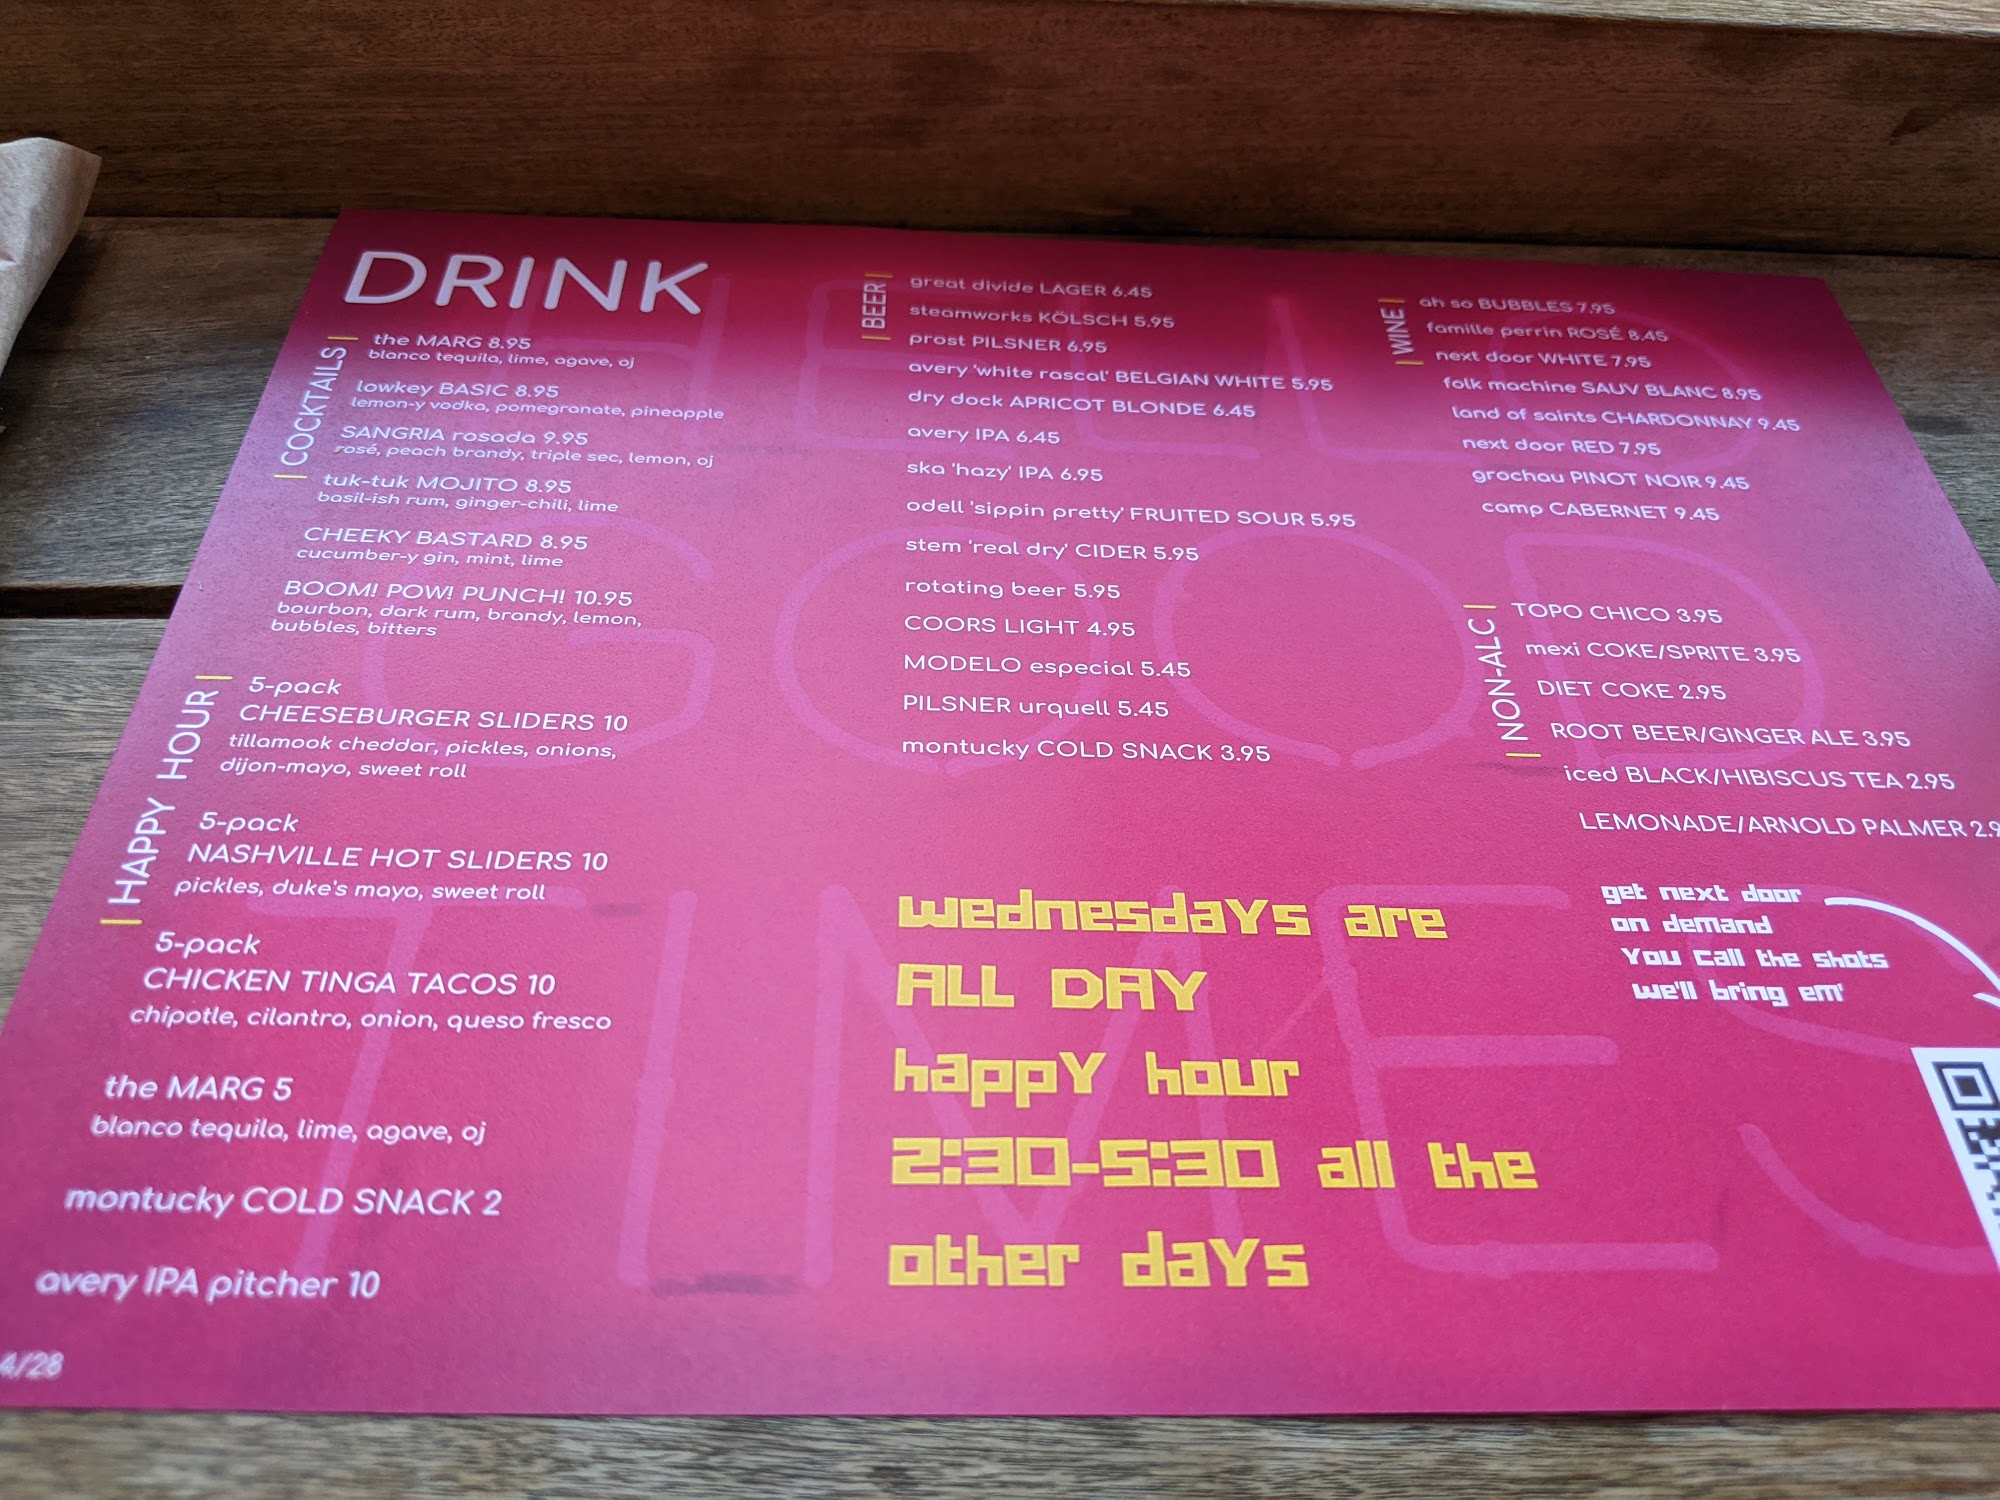 DRINK
COCKTAILS
the MARG 8.95
blanco tequila, lime, agave, oj
lowkey BASIC 8.95
lemon-y vodka, pomegranate, pineapple
SANGRIA rosada 9.95
rosé, peach brandy, triple sec, lemon, oj
tuk-tuk MOJITO 8.95
basil-ish rum, ginger-chili, lime
CHEEKY BASTARD 8.95
cucumber-y gin, mint, lime
BOOM! POW! PUNCH! 10.95
bourbon, dark rum, brandy, lemon,
bubbles, bitters
HAPPY HOUR
5-pack
CHEESEBURGER SLIDERS 10
tillamook cheddar, pickles, onions,
dijon-mayo, sweet roll
5-pack
NASHVILLE HOT SLIDERS 10
pickles, duke's mayo, sweet roll
5-pack
CHICKEN TINGA TACOS 10
chipotle, cilantro, onion, queso fresco
the MARG 5
blanco tequila, lime, agave, oj
montucky COLD SNACK 2
avery IPA pitcher 10
4/28
BEER
great divide LAGER 6.45
steamworks KÖLSCH 5.95
prost PILSNER 6.95
avery 'white rascal' BELGIAN WHITE 5.95
dry dock APRICOT BLONDE 6.45
avery IPA 6.45
ska 'hazy' IPA 6.95
odell 'sippin pretty' FRUITED SOUR 5.95
stem 'real dry' CIDER 5.95
rotating beer 5.95
COORS LIGHT 4.95
MODELO especial 5.45
PILSNER urquell 5.45
montucky COLD SNACK 3.95
wednesdays are
ALL DAY
happy hour
2:30-5:30 all the
other days
WINE
ah so BUBBLES 7.95
famille perrin ROSÉ 8.45
next door WHITE 7.95
folk machine SAUV BLANC 8.95
land of saints CHARDONNAY 9.45
next door RED 7.95
grochau PINOT NOIR 9.45
camp CABERNET 9.45
NON-ALC
TOPO CHICO 3.95
mexi COKE/SPRITE 3.95
DIET COKE 2.95
ROOT BEER/GINGER ALE 3.95
iced BLACK/HIBISCUS TEA 2.95
LEMONADE/ARNOLD PALMER 2.9
get next door
on demand
You call the shots
we'll bring em'
GOOD
TIMES